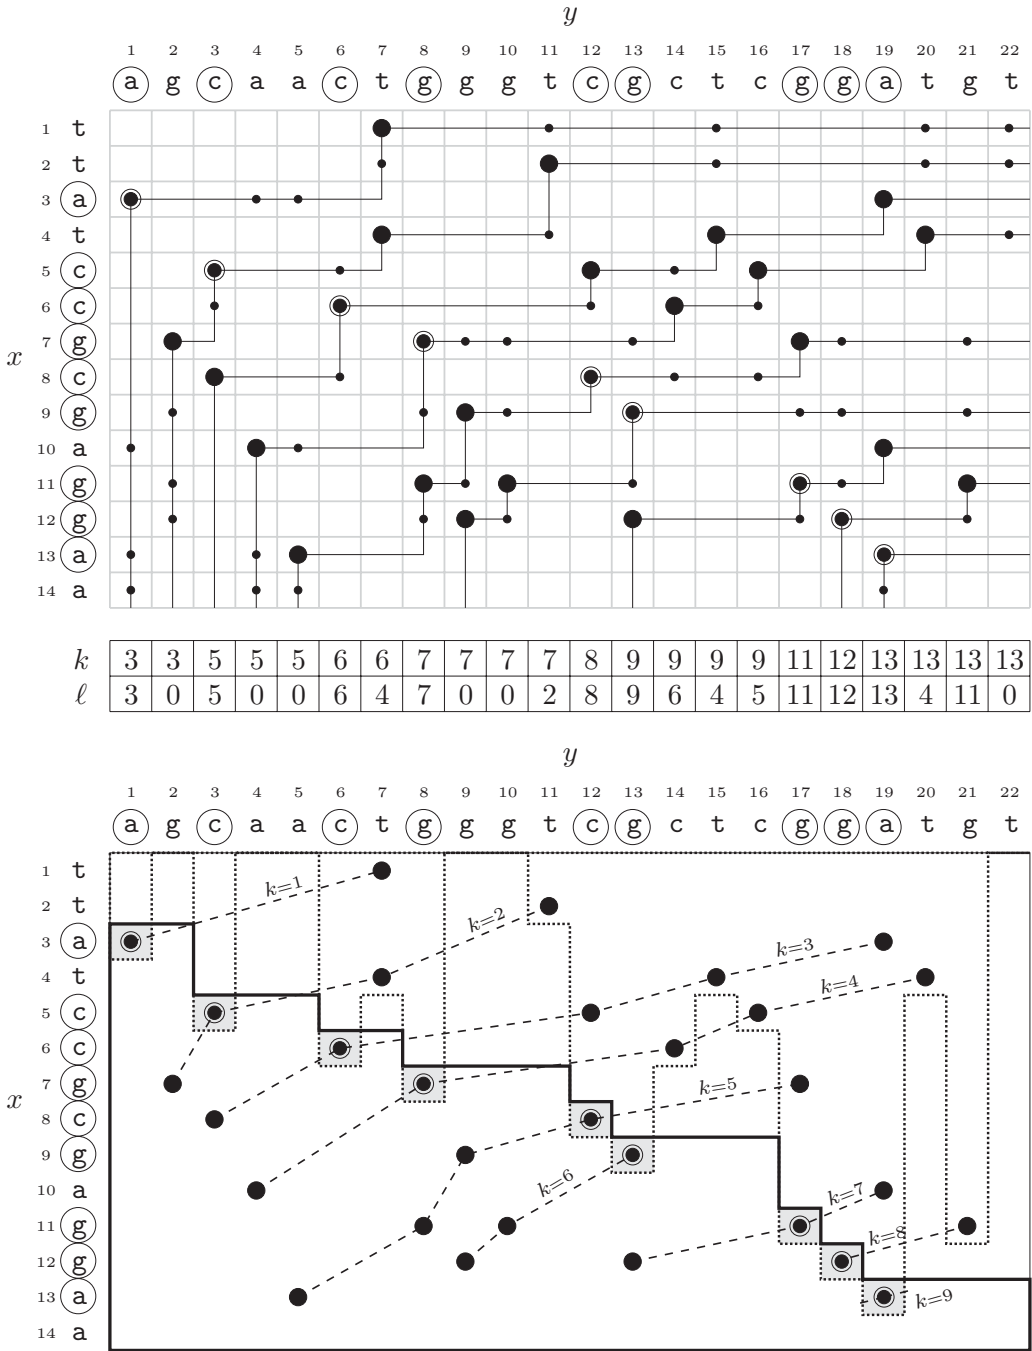 y
1 2 3 4 5 6 7 8 9 10 11 12 13 14 15 16 17 18 19 20 21 22
a g c a a c t g g g t c g c t c g g a t g t
1 t
2 t
3 a
4 t
5 c
6 c
7 g
x
8 c
9 g
10 a
11 g
12 g
13 a
14 a
k 3 3 5 5 5 6 6 7 7 7 7 8 9 9 9 9 11 12 13 13 13 13
ℓ 3 0 5 0 0 6 4 7 0 0 2 8 9 6 4 5 11 12 13 4 11 0
y
1 2 3 4 5 6 7 8 9 10 11 12 13 14 15 16 17 18 19 20 21 22
a g c a a c t g g g t c g c t c g g a t g t
1 t
k=1
2 t
k=2
3 a
k=3
4 t
k=4
5 c
6 c
7 g
k=5
x
8 c
9 g
k=6
10 a
k=7
11 g
k=8
12 g
13 a
k=9
14 a